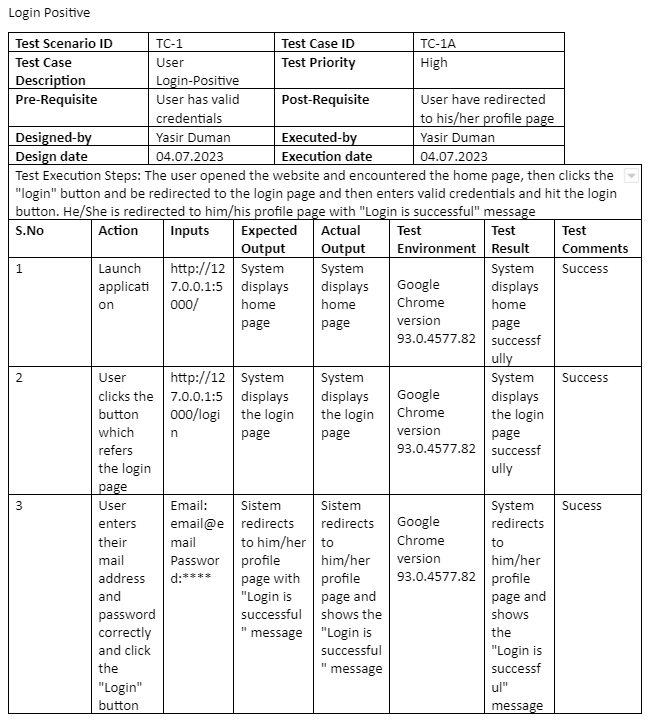 Login Positive
Test Scenario ID TC-1 Test Case ID TC-1A
Test Case Description User Login-Positive Test Priority High
Pre-Requisite User has valid credentials Post-Requisite User have redirected to his/her profile page
Designed-by Yasir Duman Executed-by Yasir Duman
Design date 04.07.2023 Execution date 04.07.2023
Test Execution Steps: The user opened the website and encountered the home page, then clicks the
"login" button and be redirected to the login page and then enters valid credentials and hit the login
button. He/She is redirected to him/his profile page with "Login is successful" message
S.No Action Inputs Expected Output Actual Output Test Environment Test Result Test Comments
1 Launch application http://127.0.0.1:5000/ System displays home page System displays home page Google Chrome version 93.0.4577.82 System displays home page successfully Success
2 User clicks the button which refers the login page http://127.0.0.1:5000/login System displays the login page System displays the login page Google Chrome version 93.0.4577.82 System displays the login page successfully Success
3 User enters their mail address and password correctly and click the "Login" button Email: email@email Password:**** Sistem redirects to him/her profile page with "Login is successful" message Sistem redirects to him/her profile page and shows the "Login is successful" message Google Chrome version 93.0.4577.82 System redirects to him/her profile page and shows the "Login is successful" message Sucess